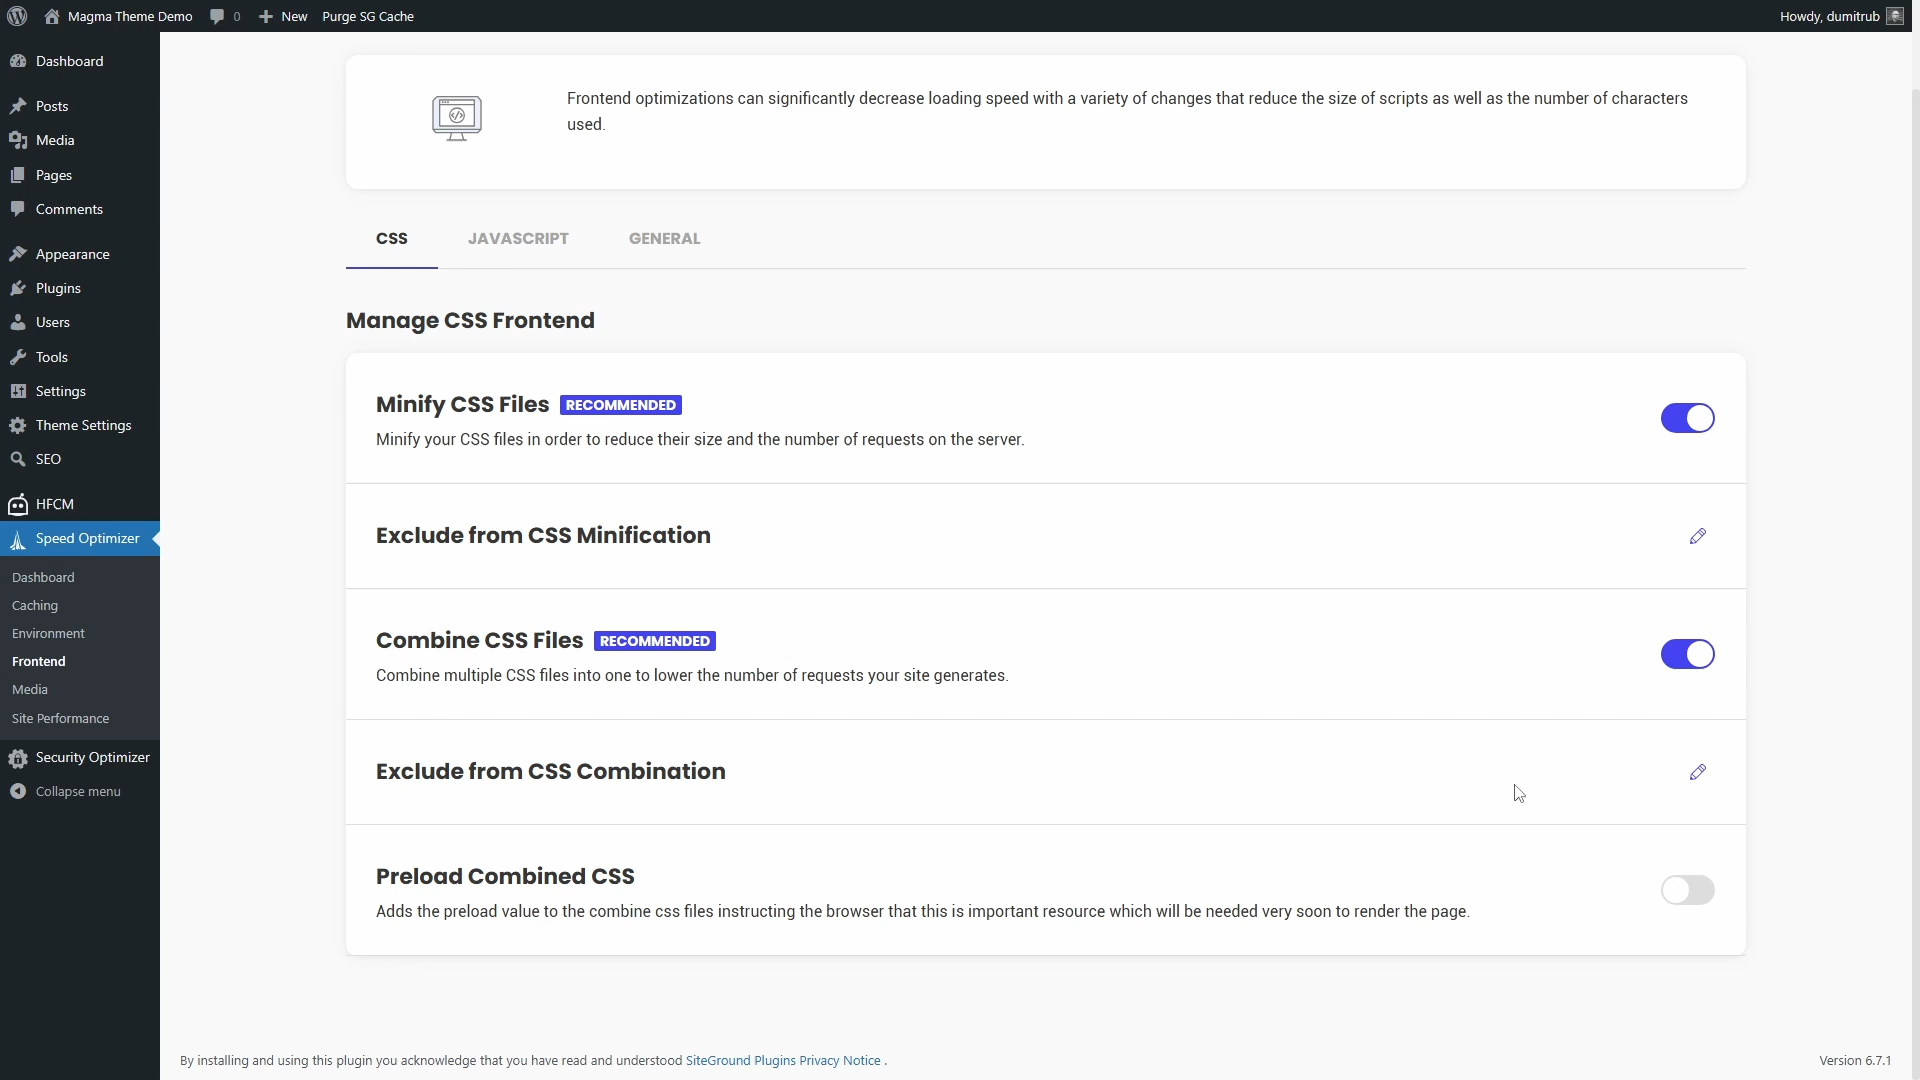 Magma Theme Demo
0
New
Purge SG Cache
Howdy, dumitrub
Dashboard
Posts
Media
Pages
Comments
Appearance
Plugins
Users
Tools
Settings
Theme Settings
SEO
HFCM
Speed Optimizer
Dashboard
Caching
Environment
Frontend
Media
Site Performance
Security Optimizer
Collapse menu
Frontend optimizations can significantly decrease loading speed with a variety of changes that reduce the size of scripts as well as the number of characters
used.
CSS
JAVASCRIPT
GENERAL
Manage CSS Frontend
Minify CSS Files RECOMMENDED
Minify your CSS files in order to reduce their size and the number of requests on the server.
Exclude from CSS Minification
Combine CSS Files RECOMMENDED
Combine multiple CSS files into one to lower the number of requests your site generates.
Exclude from CSS Combination
Preload Combined CSS
Adds the preload value to the combine css files instructing the browser that this is important resource which will be needed very soon to render the page.
By installing and using this plugin you acknowledge that you have read and understood SiteGround Plugins Privacy Notice .
Version 6.7.1